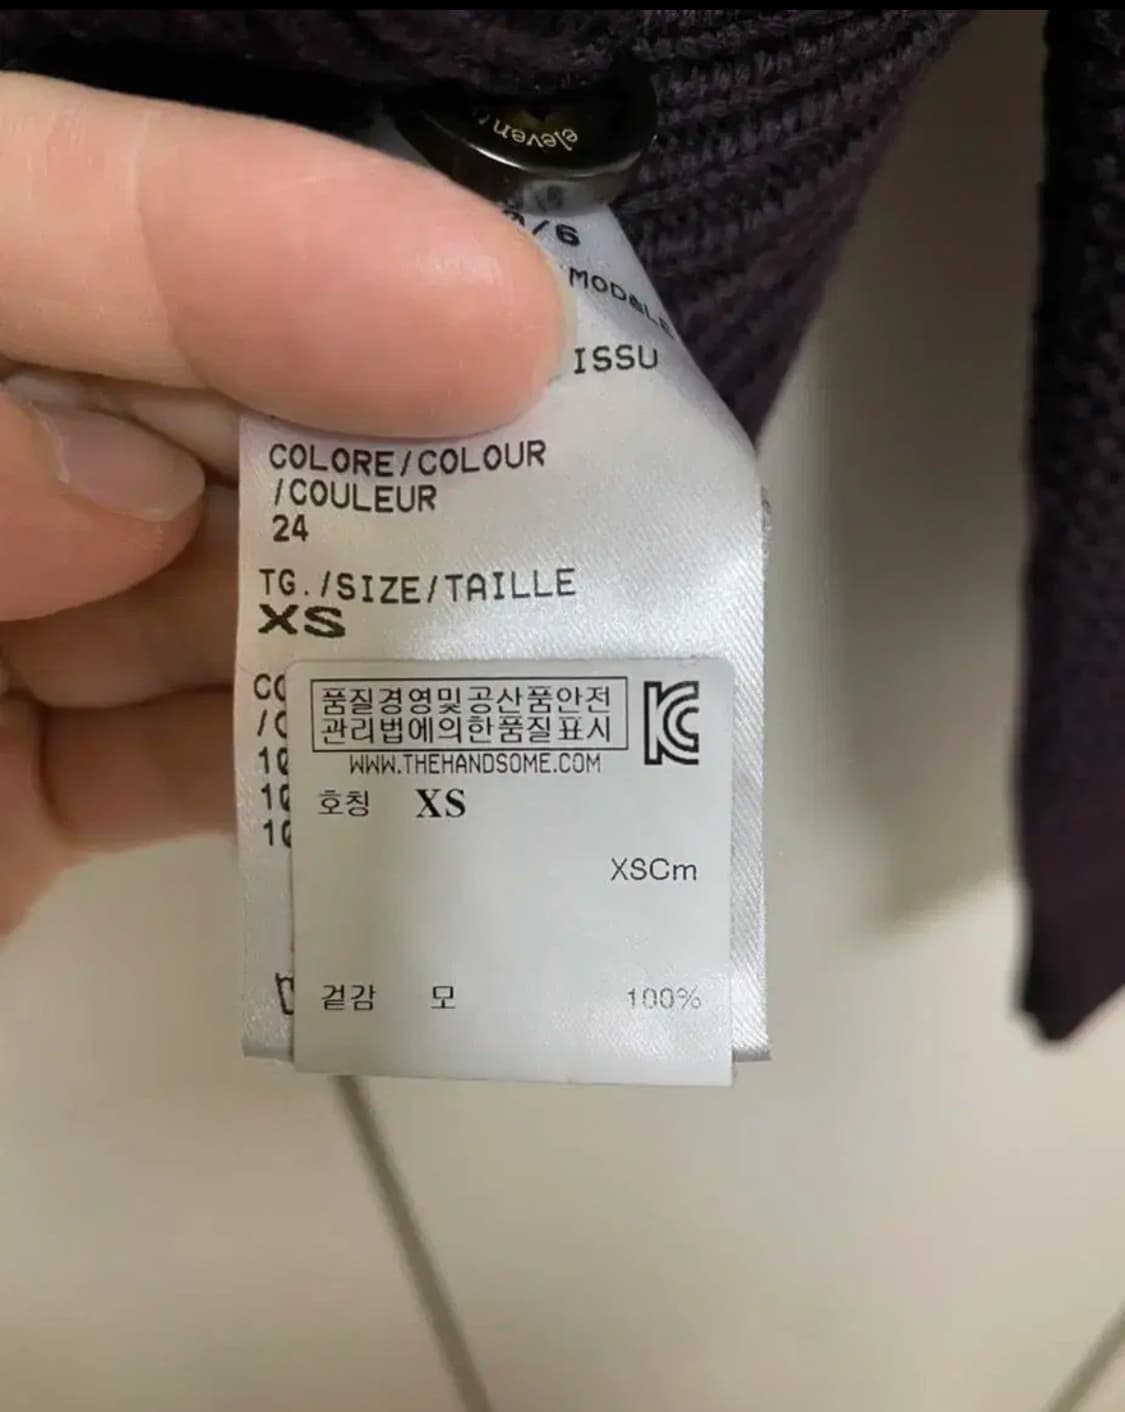 eleven
/6
MODELE
ISSU
COLORE/COLOUR
/COULEUR
24
TG./SIZE/TAILLE
XS
품질경영및공산품안전
관리법에의한품질표시
WWW.THEHANDSOME.COM
호칭 XS
XSCm
겉감 모 100%